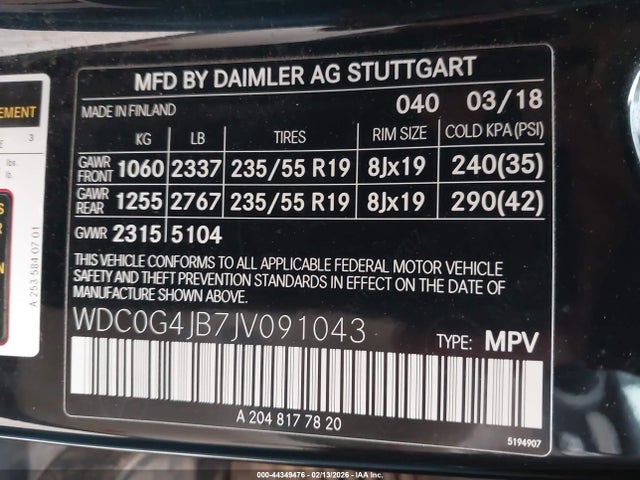 MFD BY DAIMLER AG STUTTGART
MADE IN FINLAND 040 03/18
KG LB TIRES RIM SIZE COLD KPA(PSI)
GAWR FRONT 1060 2337 235/55 R19 8Jx19 240(35)
GAWR REAR 1255 2767 235/55 R19 8Jx19 290(42)
GVWR 2315 5104
THIS VEHICLE CONFORMS TO ALL APPLICABLE FEDERAL MOTOR VEHICLE
SAFETY AND THEFT PREVENTION STANDARDS IN EFFECT ON THE DATE
OF MANUFACTURE SHOWN ABOVE.
WDC0G4JB7JV091043 TYPE: MPV
A 204 817 78 20
5194907
EMENT
3
lbs.
lbs.
A 253 584 07 01
000-44349476 - 02/13/2026 - IAA Inc.